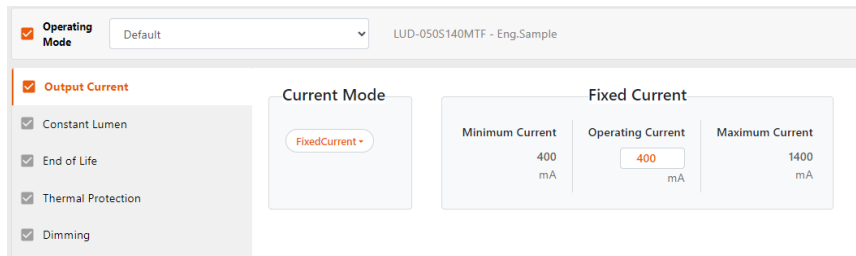 Operating
Mode
Default
LUD-050S140MTF - Eng.Sample
Output Current
Constant Lumen
End of Life
Thermal Protection
Dimming
Current Mode
FixedCurrent
Fixed Current
Minimum Current
400
mA
Operating Current
400
mA
Maximum Current
1400
mA